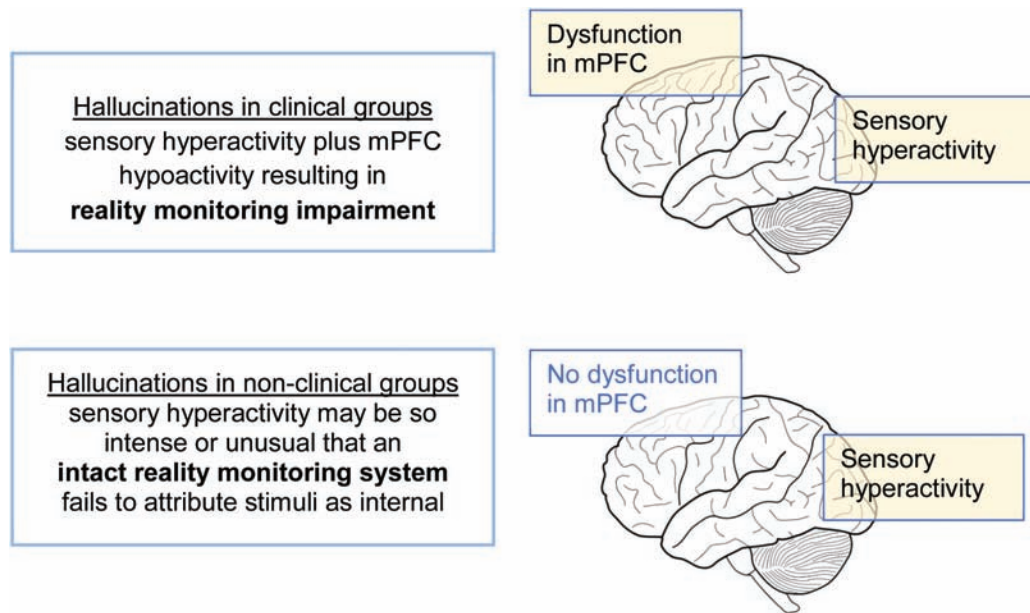 Hallucinations in clinical groups
sensory hyperactivity plus mPFC
hypoactivity resulting in
reality monitoring impairment
Dysfunction
in mPFC
Sensory
hyperactivity
Hallucinations in non-clinical groups
sensory hyperactivity may be so
intense or unusual that an
intact reality monitoring system
fails to attribute stimuli as internal
No dysfunction
in mPFC
Sensory
hyperactivity